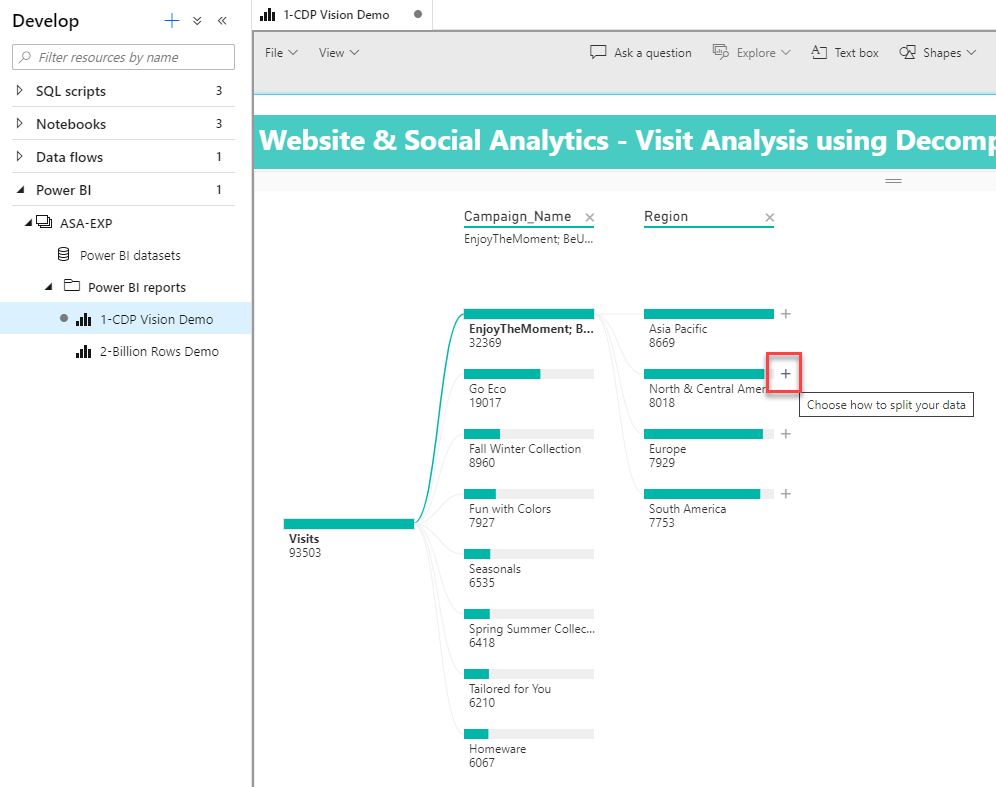 Develop
Filter resources by name
SQL scripts 3
Notebooks 3
Data flows 1
Power BI 1
ASA-EXP
Power BI datasets
Power BI reports
1-CDP Vision Demo
2-Billion Rows Demo
1-CDP Vision Demo
File View Ask a question Explore Text box Shapes
Website & Social Analytics - Visit Analysis using Decomp
Campaign_Name Region
EnjoyTheMoment; BeU...
Visits
93503
EnjoyTheMoment; B...
32369
Go Eco
19017
Fall Winter Collection
8960
Fun with Colors
7927
Seasonals
6535
Spring Summer Collec...
6418
Tailored for You
6210
Homeware
6067
Asia Pacific
8669
North & Central Amer
8018
Choose how to split your data
Europe
7929
South America
7753